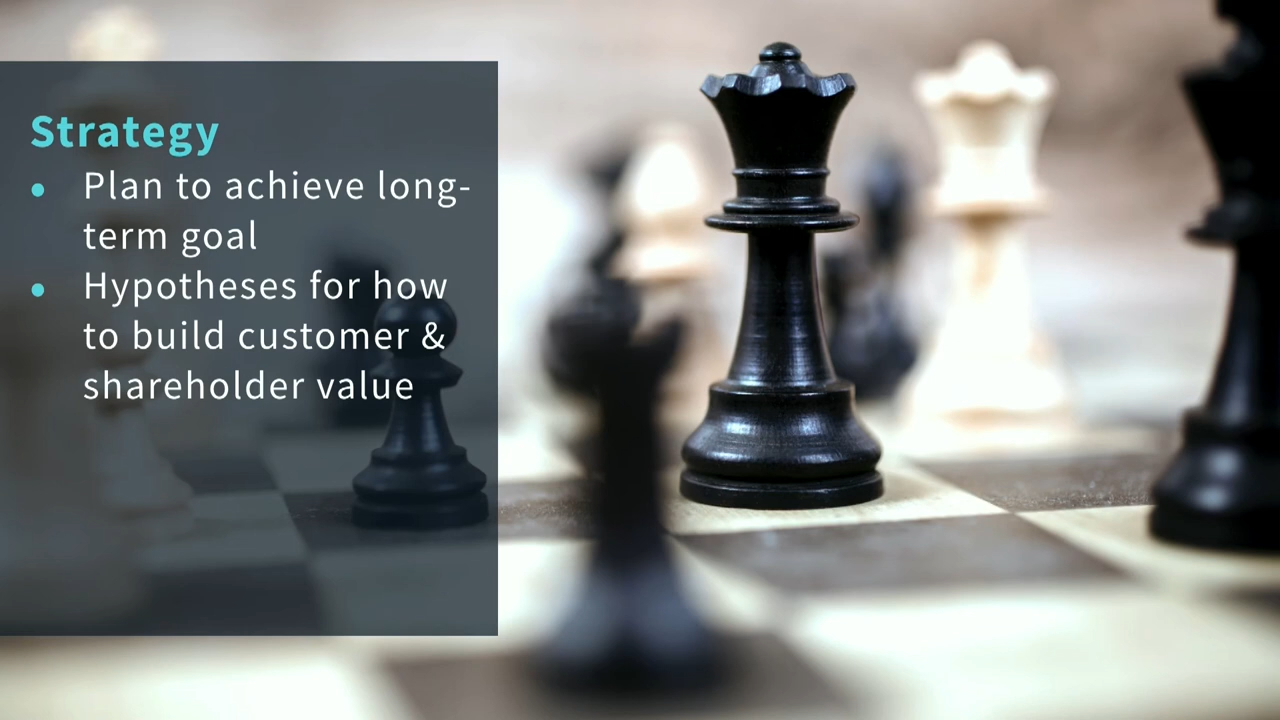 Strategy
• Plan to achieve long-
term goal
• Hypotheses for how
to build customer &
shareholder value